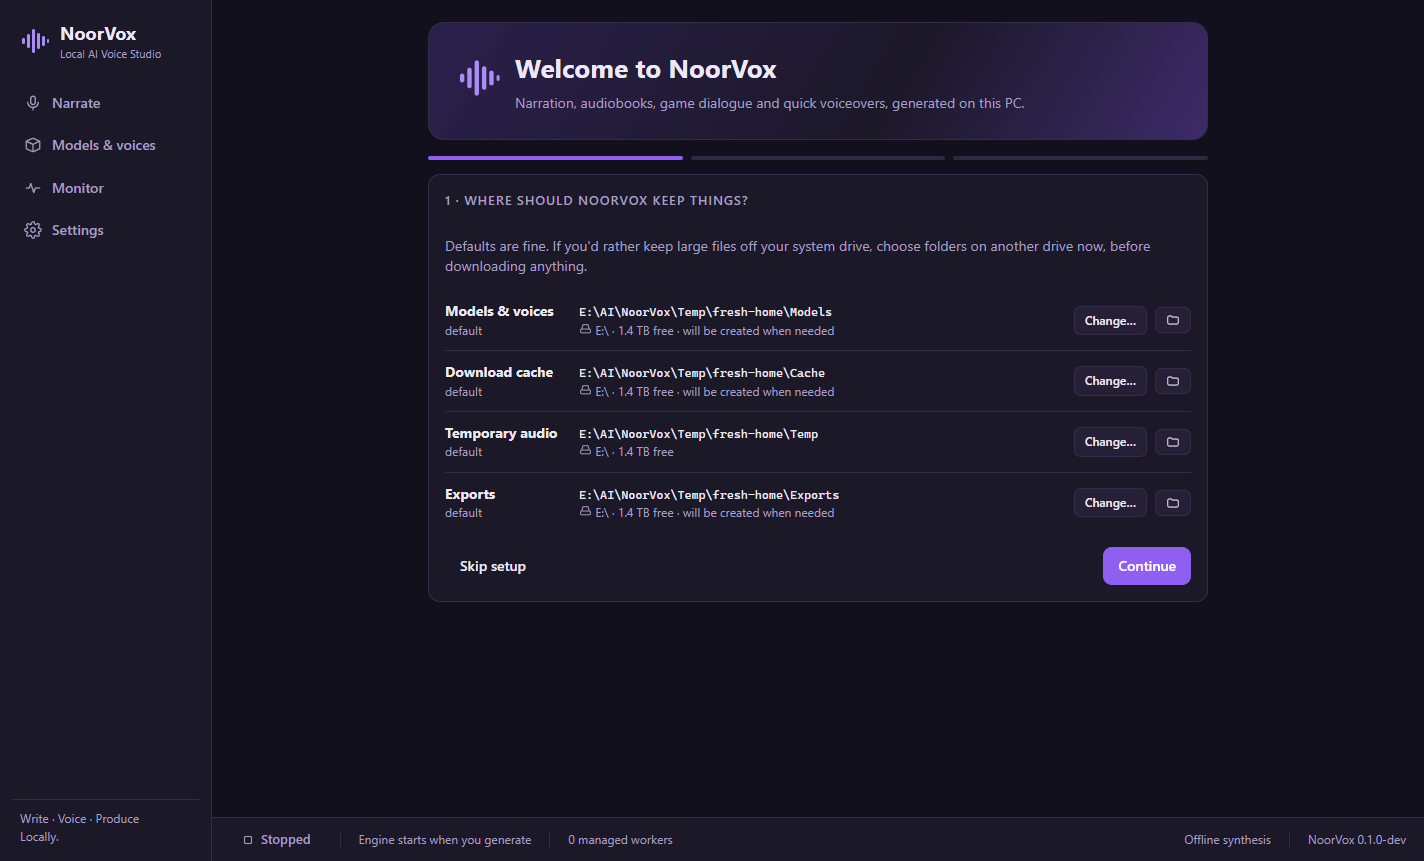 NoorVox
Local AI Voice Studio
Narrate
Models & voices
Monitor
Settings
Write · Voice · Produce
Locally.
Welcome to NoorVox
Narration, audiobooks, game dialogue and quick voiceovers, generated on this PC.
1 · WHERE SHOULD NOORVOX KEEP THINGS?
Defaults are fine. If you'd rather keep large files off your system drive, choose folders on another drive now, before
downloading anything.
Models & voices E:\AI\NoorVox\Temp\fresh-home\Models Change...
default E:\ · 1.4 TB free · will be created when needed
Download cache E:\AI\NoorVox\Temp\fresh-home\Cache Change...
default E:\ · 1.4 TB free · will be created when needed
Temporary audio E:\AI\NoorVox\Temp\fresh-home\Temp Change...
default E:\ · 1.4 TB free
Exports E:\AI\NoorVox\Temp\fresh-home\Exports Change...
default E:\ · 1.4 TB free · will be created when needed
Skip setup Continue
Stopped Engine starts when you generate 0 managed workers Offline synthesis NoorVox 0.1.0-dev